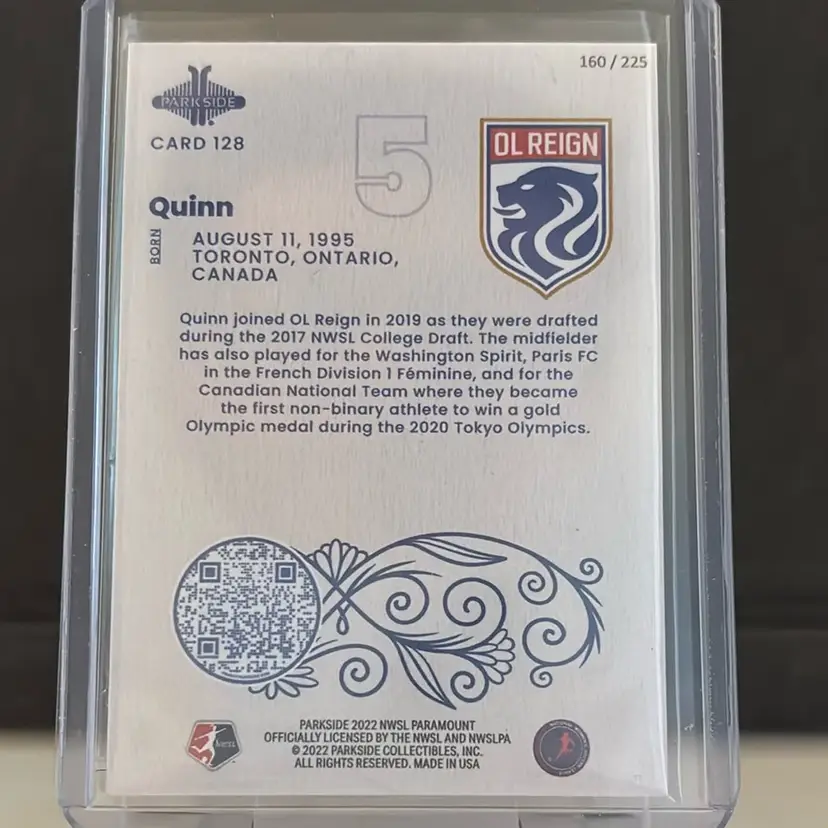 160 / 225
PARKSIDE
CARD 128
5
OL REIGN
Quinn
BORN
AUGUST 11, 1995
TORONTO, ONTARIO,
CANADA
Quinn joined OL Reign in 2019 as they were drafted
during the 2017 NWSL College Draft. The midfielder
has also played for the Washington Spirit, Paris FC
in the French Division 1 Féminine, and for the
Canadian National Team where they became
the first non-binary athlete to win a gold
Olympic medal during the 2020 Tokyo Olympics.
PARKSIDE 2022 NWSL PARAMOUNT
OFFICIALLY LICENSED BY THE NWSL AND NWSLPA
© 2022 PARKSIDE COLLECTIBLES, INC.
ALL RIGHTS RESERVED. MADE IN USA
NWSL